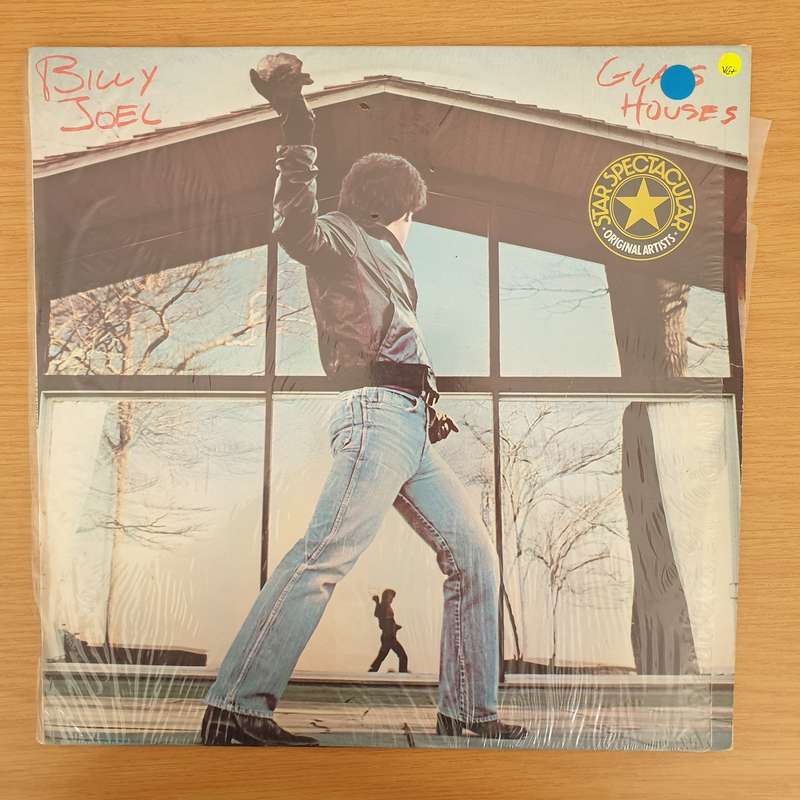 BILLY
JOEL
GLASS
HOUSES
VG+
STAR SPECTACULAR
• ORIGINAL ARTISTS •